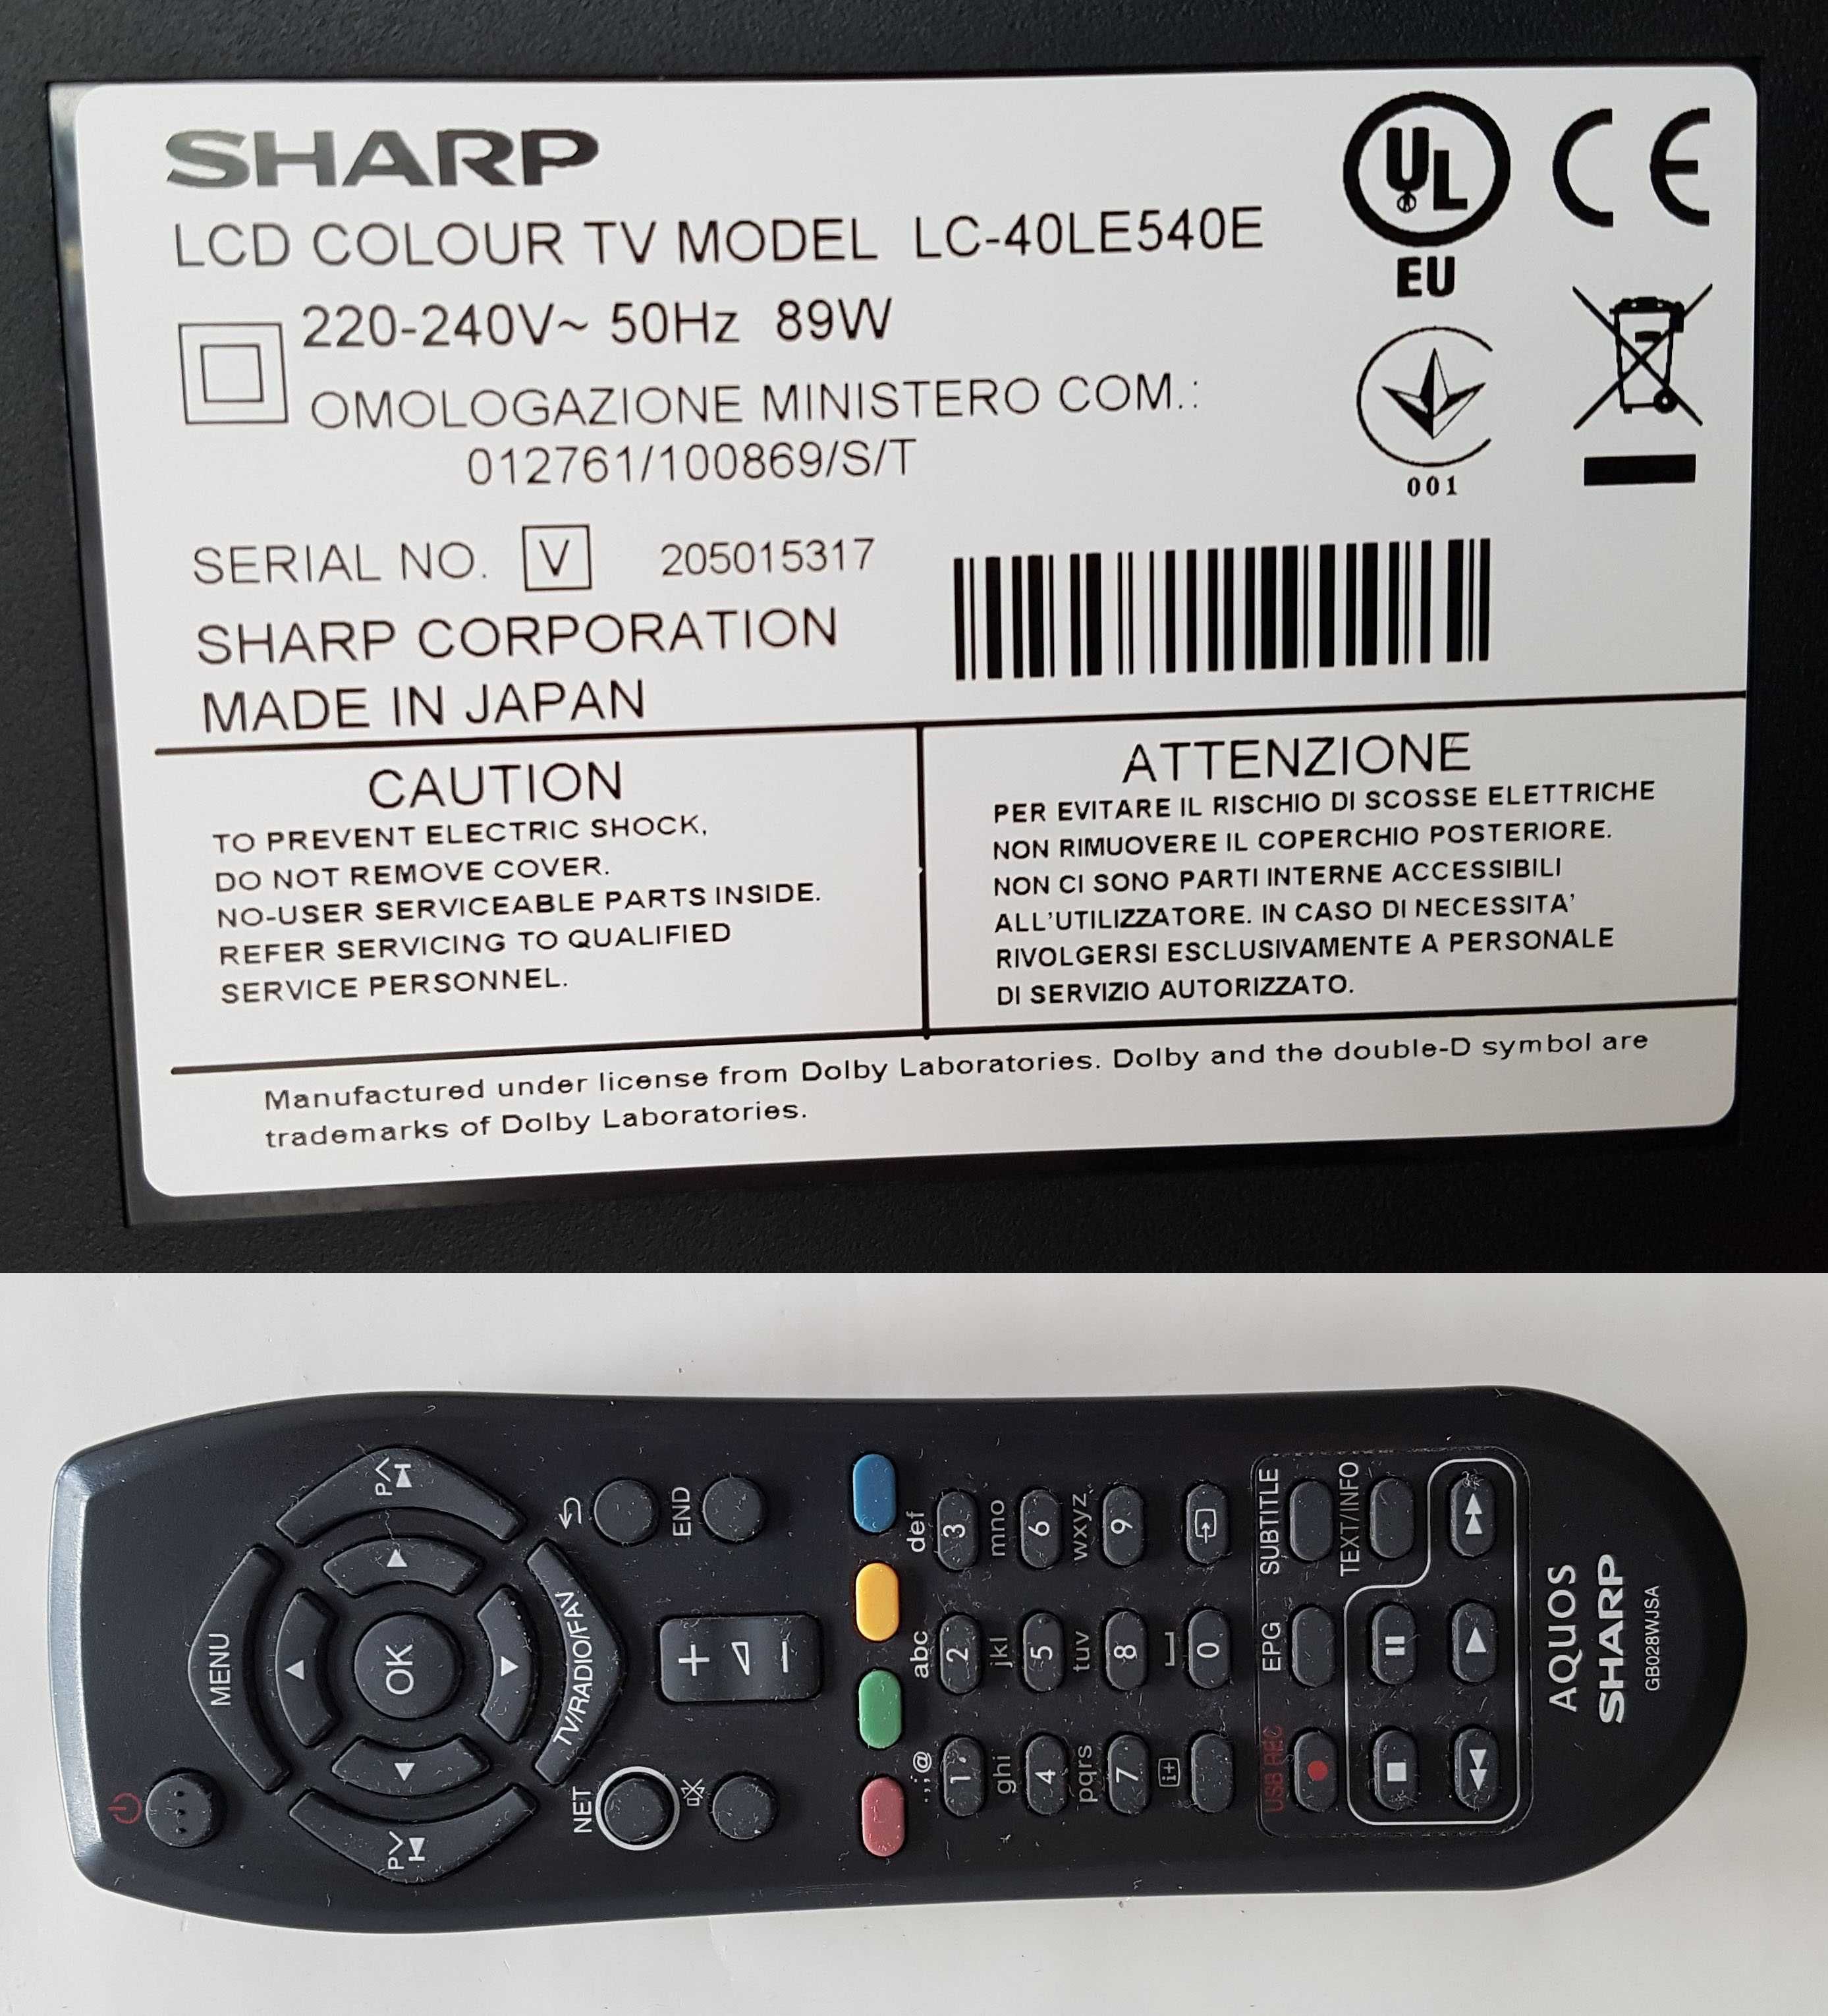 SHARP
LCD COLOUR TV MODEL LC-40LE540E
220-240V~ 50Hz 89W
OMOLOGAZIONE MINISTERO COM.:
012761/100869/S/T
UL
EU
CE
001
SERIAL NO. V 205015317
SHARP CORPORATION
MADE IN JAPAN
CAUTION
TO PREVENT ELECTRIC SHOCK,
DO NOT REMOVE COVER.
NO-USER SERVICEABLE PARTS INSIDE.
REFER SERVICING TO QUALIFIED
SERVICE PERSONNEL.
ATTENZIONE
PER EVITARE IL RISCHIO DI SCOSSE ELETTRICHE
NON RIMUOVERE IL COPERCHIO POSTERIORE.
NON CI SONO PARTI INTERNE ACCESSIBILI
ALL'UTILIZZATORE. IN CASO DI NECESSITA'
RIVOLGERSI ESCLUSIVAMENTE A PERSONALE
DI SERVIZIO AUTORIZZATO.
Manufactured under license from Dolby Laboratories. Dolby and the double-D symbol are
trademarks of Dolby Laboratories.
MENU
P∨
OK
P∧
TV/RADIO/FAV
NET
END
+
−
.,;@ abc def
1 2 3
ghi jkl mno
4 5 6
pqrs tuv wxyz
7 8 9
i+
0
USB REC EPG SUBTITLE
TEXT/INFO
AQUOS
SHARP
GB028WJSA